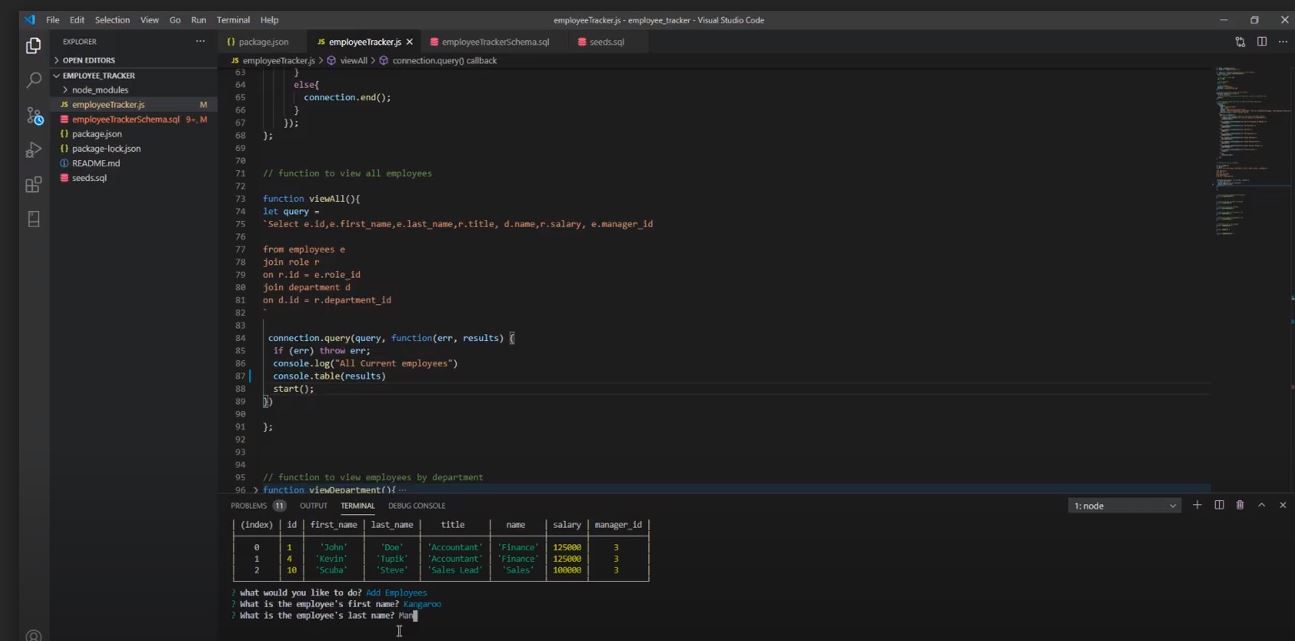 File Edit Selection View Go Run Terminal Help employeeTracker.js - employee_tracker - Visual Studio Code
EXPLORER ··· {} package.json JS employeeTracker.js × employeeTrackerSchema.sql seeds.sql
> OPEN EDITORS JS employeeTracker.js > viewAll > connection.query() callback
EMPLOYEE_TRACKER
> node_modules
JS employeeTracker.js M
employeeTrackerSchema.sql 9+, M
{} package.json
{} package-lock.json
README.md
seeds.sql
63 }
64 else{
65 connection.end();
66 }
67 });
68 };
69
70
71 // function to view all employees
72
73 function viewAll(){
74 let query =
75 `Select e.id,e.first_name,e.last_name,r.title, d.name,r.salary, e.manager_id
76
77 from employees e
78 join role r
79 on r.id = e.role_id
80 join department d
81 on d.id = r.department_id
82 `
83
84 connection.query(query, function(err, results) {
85 if (err) throw err;
86 console.log("All Current employees")
87 console.table(results)
88 start();
89 })
90
91 };
92
93
94
95 // function to view employees by department
96 > function viewDepartment(){ ···
PROBLEMS 11 OUTPUT TERMINAL DEBUG CONSOLE 1: node
(index) | id | first_name | last_name | title | name | salary | manager_id
0 | 1 | 'John' | 'Doe' | 'Accountant' | 'Finance' | 125000 | 3
1 | 4 | 'Kevin' | 'Tupik' | 'Accountant' | 'Finance' | 125000 | 3
2 | 10 | 'Scuba' | 'Steve' | 'Sales Lead' | 'Sales' | 100000 | 3
? what would you like to do? Add Employees
? What is the employee's first name? Kangaroo
? What is the employee's last name? Man